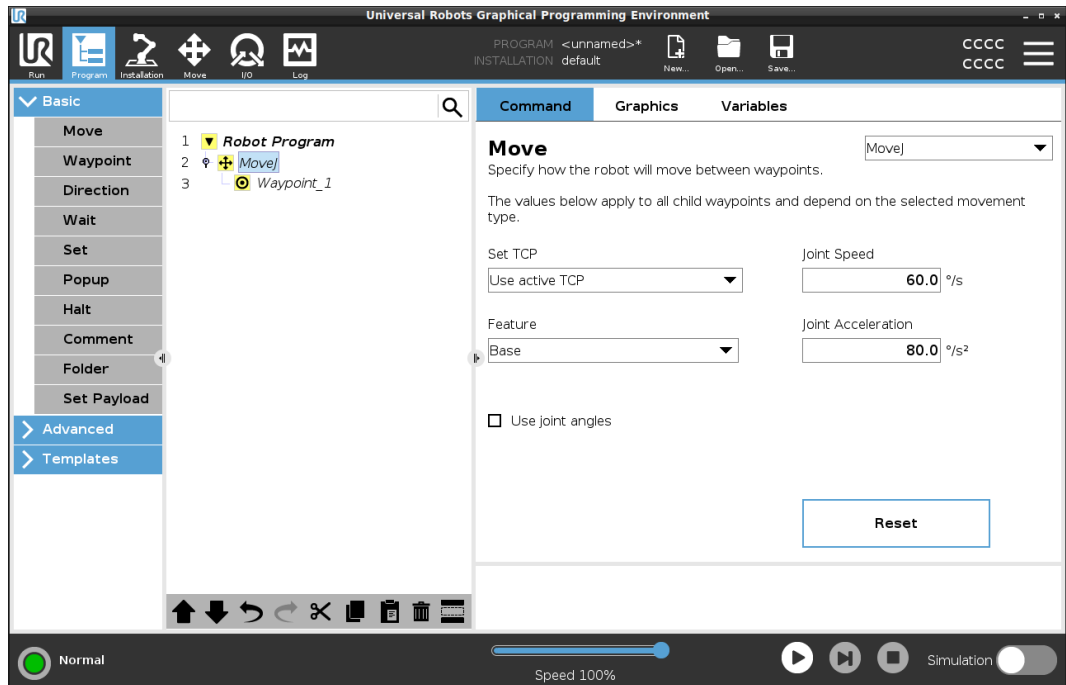 UR
Universal Robots Graphical Programming Environment
UR
Run
Program
Installation
Move
I/O
Log
PROGRAM <unnamed>*
INSTALLATION default
New...
Open...
Save...
CCCC
CCCC
Basic
Move
Waypoint
Direction
Wait
Set
Popup
Halt
Comment
Folder
Set Payload
Advanced
Templates
1 Robot Program
2 MoveJ
3 Waypoint_1
Command Graphics Variables
Move
MoveJ
Specify how the robot will move between waypoints.
The values below apply to all child waypoints and depend on the selected movement
type.
Set TCP
Joint Speed
Use active TCP
60.0 °/s
Feature
Joint Acceleration
Base
80.0 °/s²
Use joint angles
Reset
Normal
Speed 100%
Simulation